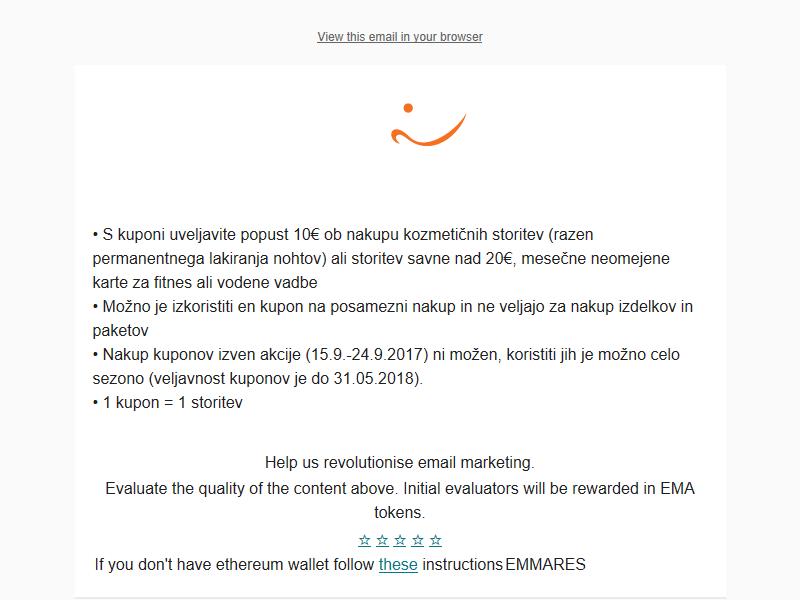 View this email in your browser
• S kuponi uveljavite popust 10€ ob nakupu kozmetičnih storitev (razen
permanentnega lakiranja nohtov) ali storitev savne nad 20€, mesečne neomejene
karte za fitnes ali vodene vadbe
• Možno je izkoristiti en kupon na posamezni nakup in ne veljajo za nakup izdelkov in
paketov
• Nakup kuponov izven akcije (15.9.-24.9.2017) ni možen, koristiti jih je možno celo
sezono (veljavnost kuponov je do 31.05.2018).
• 1 kupon = 1 storitev
Help us revolutionise email marketing.
Evaluate the quality of the content above. Initial evaluators will be rewarded in EMA
tokens.
☆ ☆ ☆ ☆ ☆
If you don't have ethereum wallet follow these instructions EMMARES